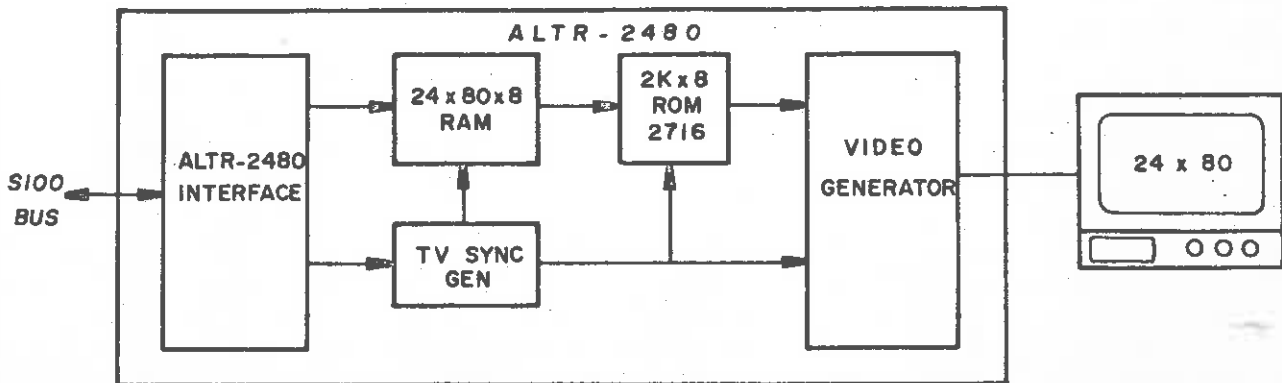 ALTR-2480
S100
BUS
ALTR-2480
INTERFACE
24 x 80 x 8
RAM
TV SYNC
GEN
2K x 8
ROM
2716
VIDEO
GENERATOR
24 x 80